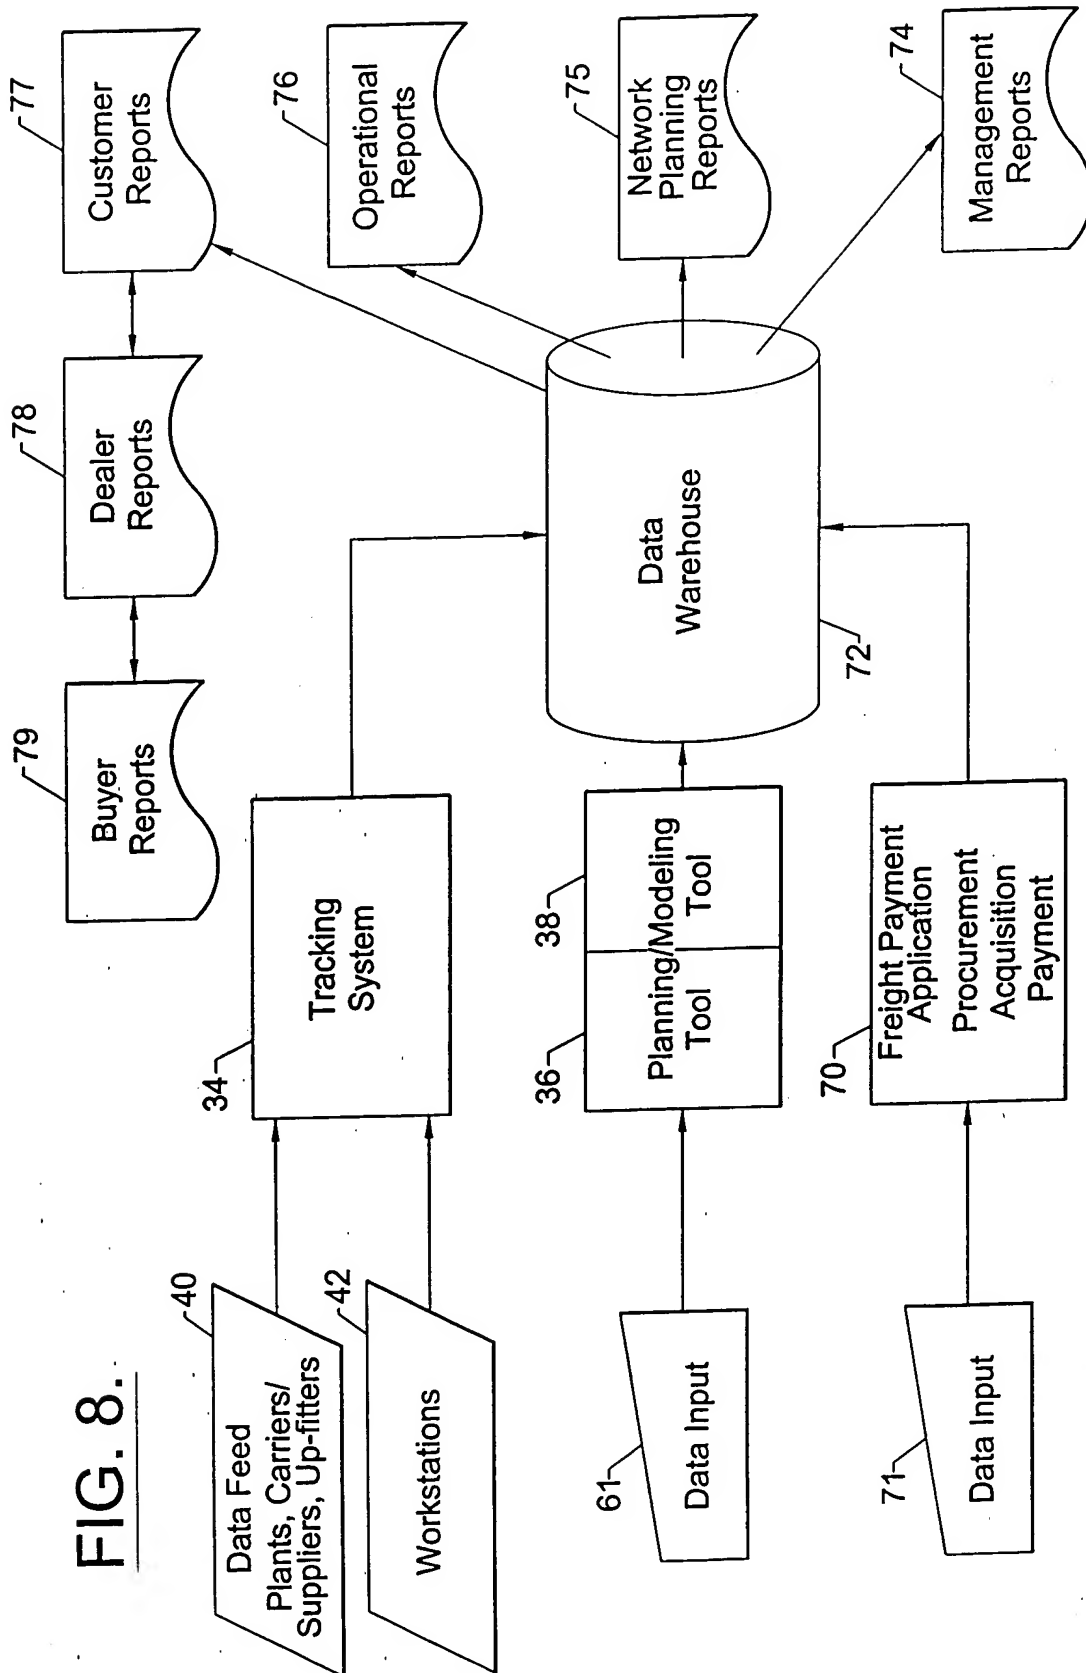 FIG. 8.
79
Buyer
Reports
78
Dealer
Reports
77
Customer
Reports
76
Operational
Reports
75
Network
Planning
Reports
74
Management
Reports
40
Data Feed
Plants, Carriers/
Suppliers, Up-fitters
42
Workstations
34
Tracking
System
61
Data Input
36
38
Planning/Modeling
Tool
Tool
Data
Warehouse
72
71
Data Input
70
Freight Payment
Application
Procurement
Acquisition
Payment